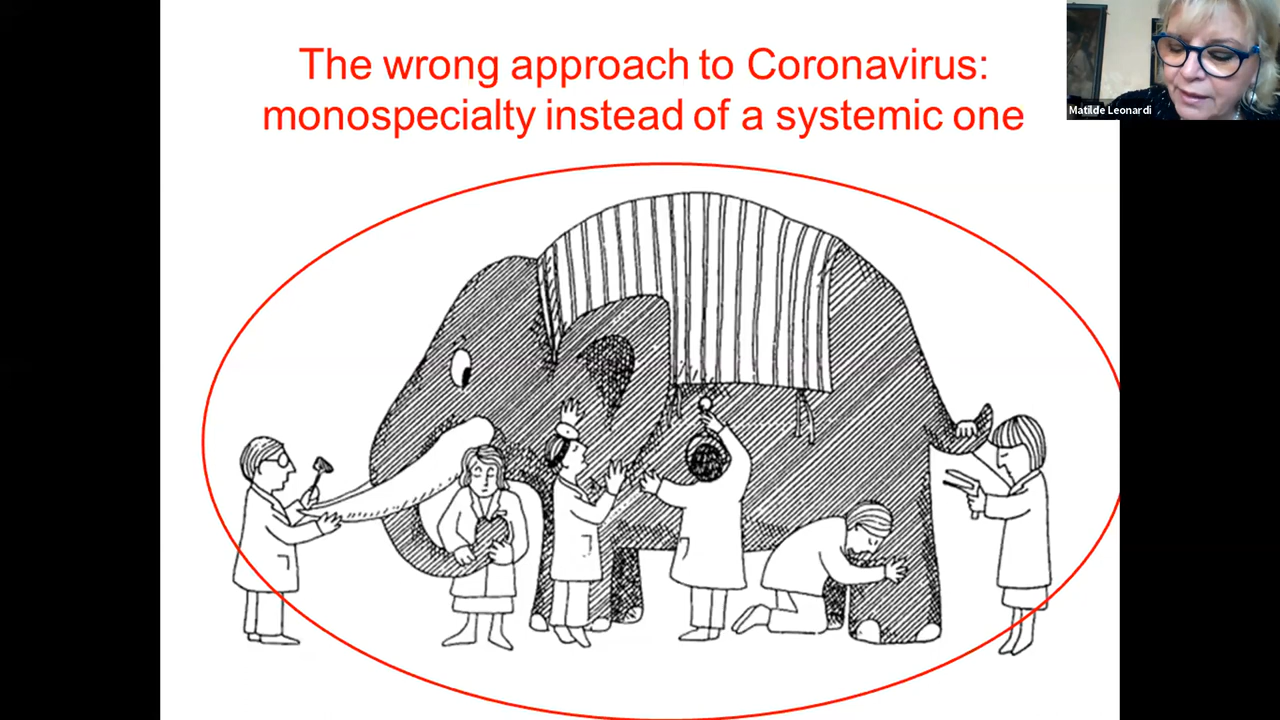 The wrong approach to Coronavirus:
monospecialty instead of a systemic one
Matilde Leonardi